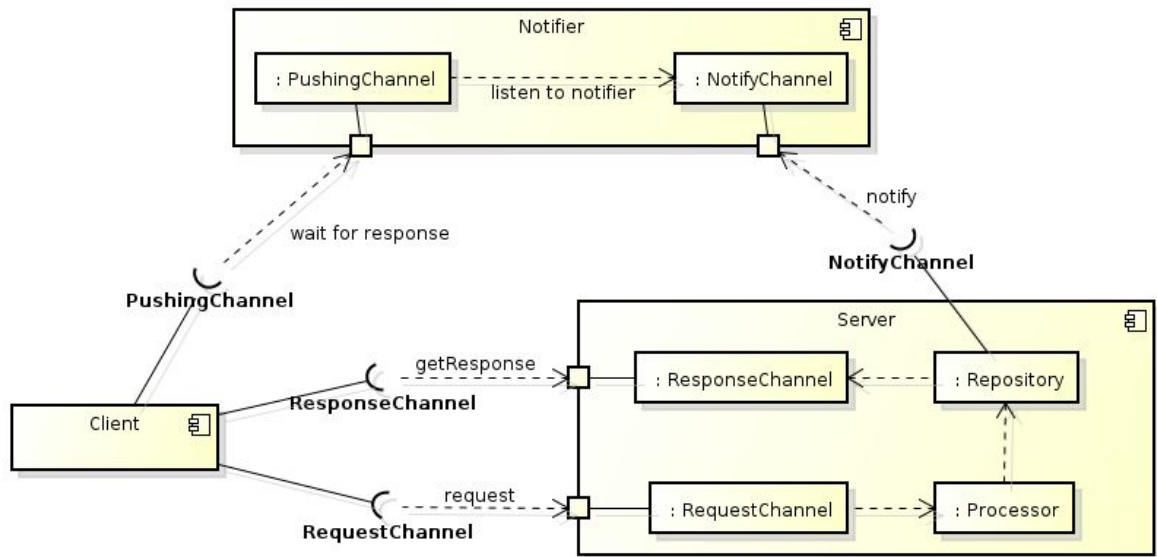 Notifier
: PushingChannel
: NotifyChannel
listen to notifier
notify
wait for response
NotifyChannel
PushingChannel
Server
getResponse
: ResponseChannel
: Repository
ResponseChannel
Client
request
: RequestChannel
: Processor
RequestChannel